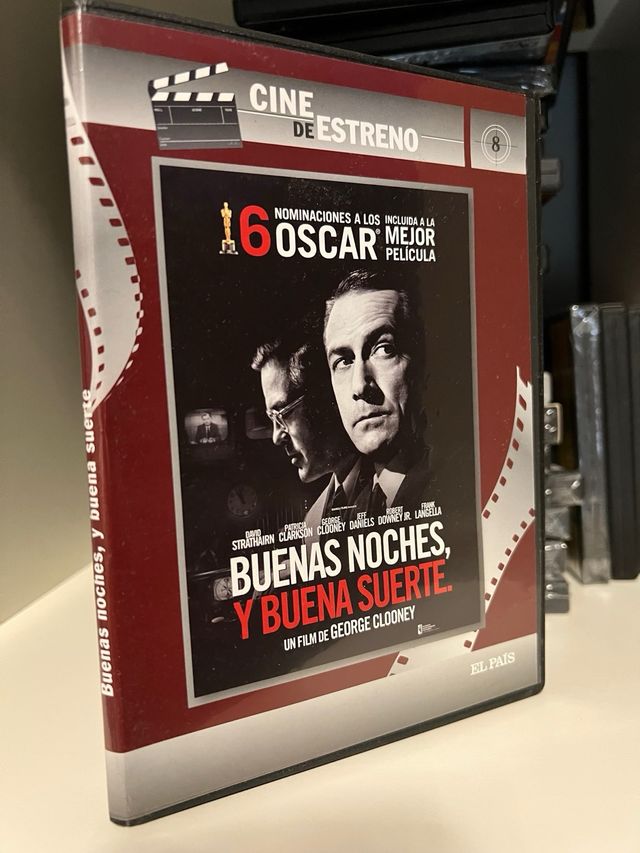 CINE
DE ESTRENO
8
6
NOMINACIONES A LOS
OSCAR®
INCLUIDA A LA
MEJOR
PELÍCULA
DAVID
STRATHAIRN
PATRICIA
CLARKSON
GEORGE
CLOONEY
JEFF
DANIELS
ROBERT
DOWNEY JR.
FRANK
LANGELLA
BUENAS NOCHES,
Y BUENA SUERTE.
UN FILM DE GEORGE CLOONEY
EL PAIS
Buenas noches, y buena suerte